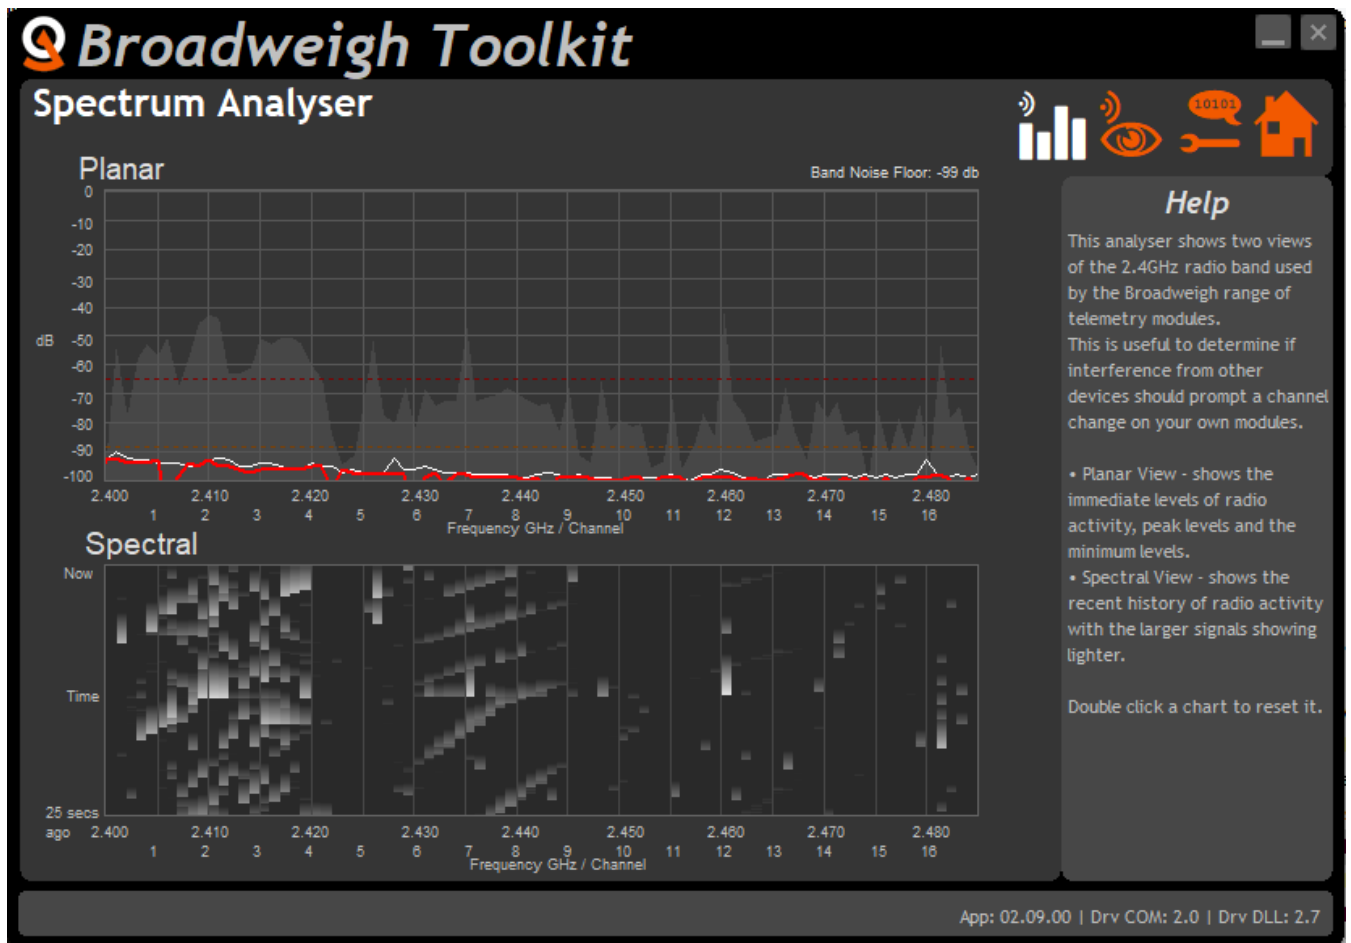 Broadweigh Toolkit
Spectrum Analyser
10101
Planar
Band Noise Floor: -99 db
0
-10
-20
-30
-40
dB
-50
-60
-70
-80
-90
-100
2.400 2.410 2.420 2.430 2.440 2.450 2.460 2.470 2.480
1 2 3 4 5 6 7 8 9 10 11 12 13 14 15 16
Frequency GHz / Channel
Spectral
Now
Time
25 secs
ago
2.400 2.410 2.420 2.430 2.440 2.450 2.460 2.470 2.480
1 2 3 4 5 6 7 8 9 10 11 12 13 14 15 16
Frequency GHz / Channel
Help
This analyser shows two views
of the 2.4GHz radio band used
by the Broadweigh range of
telemetry modules.
This is useful to determine if
interference from other
devices should prompt a channel
change on your own modules.
• Planar View - shows the
immediate levels of radio
activity, peak levels and the
minimum levels.
• Spectral View - shows the
recent history of radio activity
with the larger signals showing
lighter.
Double click a chart to reset it.
App: 02.09.00 | Drv COM: 2.0 | Drv DLL: 2.7